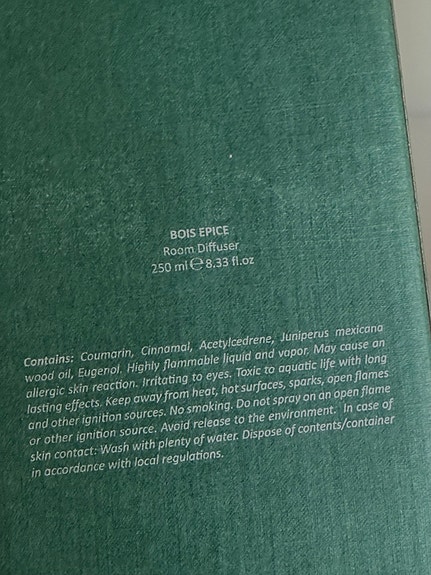 BOIS EPICE
Room Diffuser
250 ml ℮ 8.33 fl.oz
Contains: Coumarin, Cinnamal, Acetylcedrene, Juniperus mexicana
wood oil, Eugenol. Highly flammable liquid and vapor. May cause an
allergic skin reaction. Irritating to eyes. Toxic to aquatic life with long
lasting effects. Keep away from heat, hot surfaces, sparks, open flames
and other ignition sources. No smoking. Do not spray on an open flame
or other ignition source. Avoid release to the environment. In case of
skin contact: Wash with plenty of water. Dispose of contents/container
in accordance with local regulations.